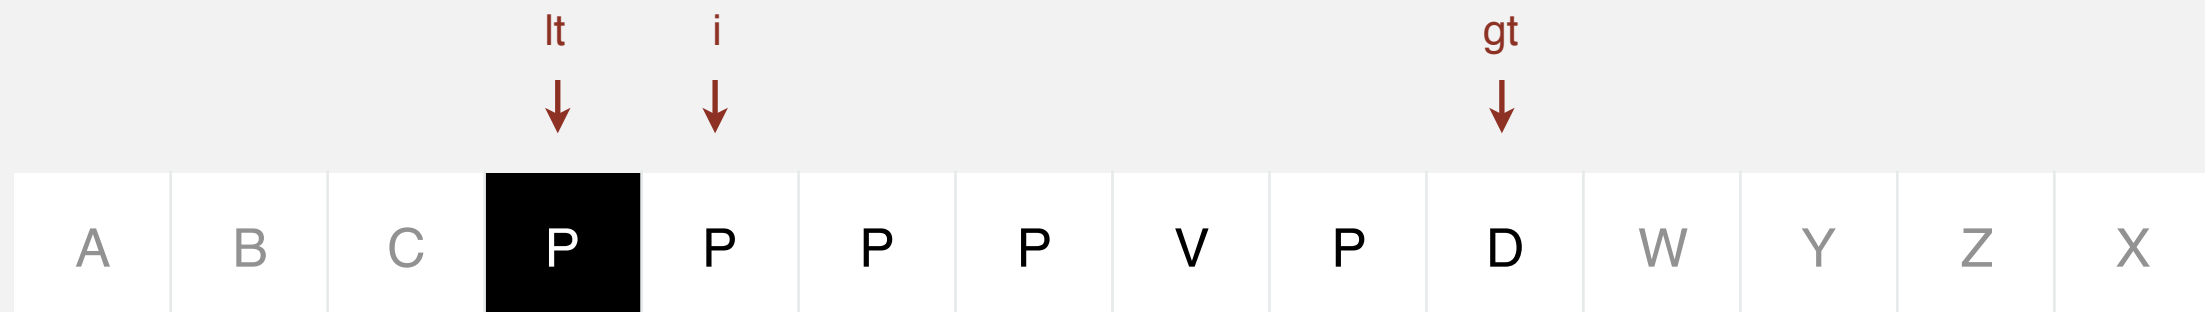 lt i gt
A B C P P P P V P D W Y Z X